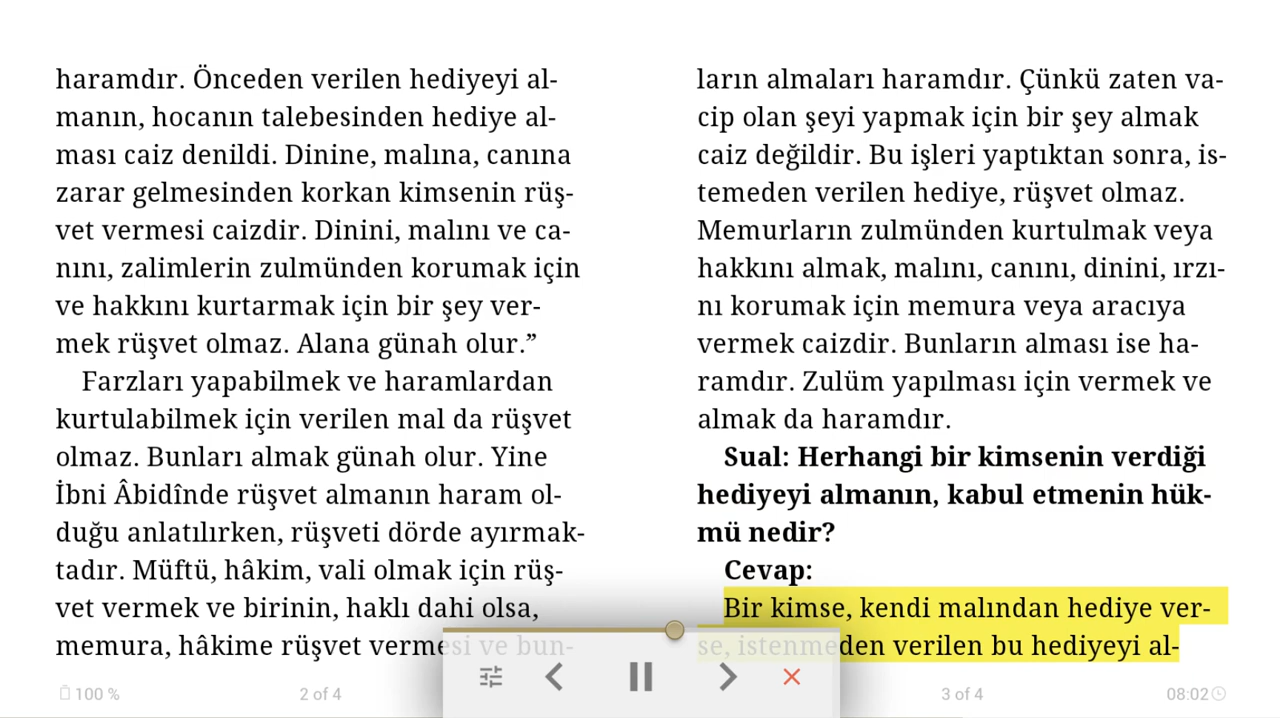 haramdır. Önceden verilen hediyeyi al-
manın, hocanın talebesinden hediye al-
ması caiz denildi. Dinine, malına, canına
zarar gelmesinden korkan kimsenin rüş-
vet vermesi caizdir. Dinini, malını ve ca-
nını, zalimlerin zulmünden korumak için
ve hakkını kurtarmak için bir şey ver-
mek rüşvet olmaz. Alana günah olur.”
Farzları yapabilmek ve haramlardan
kurtulabilmek için verilen mal da rüşvet
olmaz. Bunları almak günah olur. Yine
İbni Âbidînde rüşvet almanın haram ol-
duğu anlatılırken, rüşveti dörde ayırmak-
tadır. Müftü, hâkim, vali olmak için rüş-
vet vermek ve birinin, haklı dahi olsa,
memura, hâkime rüşvet vermesi ve bun-
ların almaları haramdır. Çünkü zaten va-
cip olan şeyi yapmak için bir şey almak
caiz değildir. Bu işleri yaptıktan sonra, is-
temeden verilen hediye, rüşvet olmaz.
Memurların zulmünden kurtulmak veya
hakkını almak, malını, canını, dinini, ırzı-
nı korumak için memura veya aracıya
vermek caizdir. Bunların alması ise ha-
ramdır. Zulüm yapılması için vermek ve
almak da haramdır.
Sual: Herhangi bir kimsenin verdiği
hediyeyi almanın, kabul etmenin hük-
mü nedir?
Cevap:
Bir kimse, kendi malından hediye ver-
se, istenmeden verilen bu hediyeyi al-
100 %
2 of 4
3 of 4
08:02